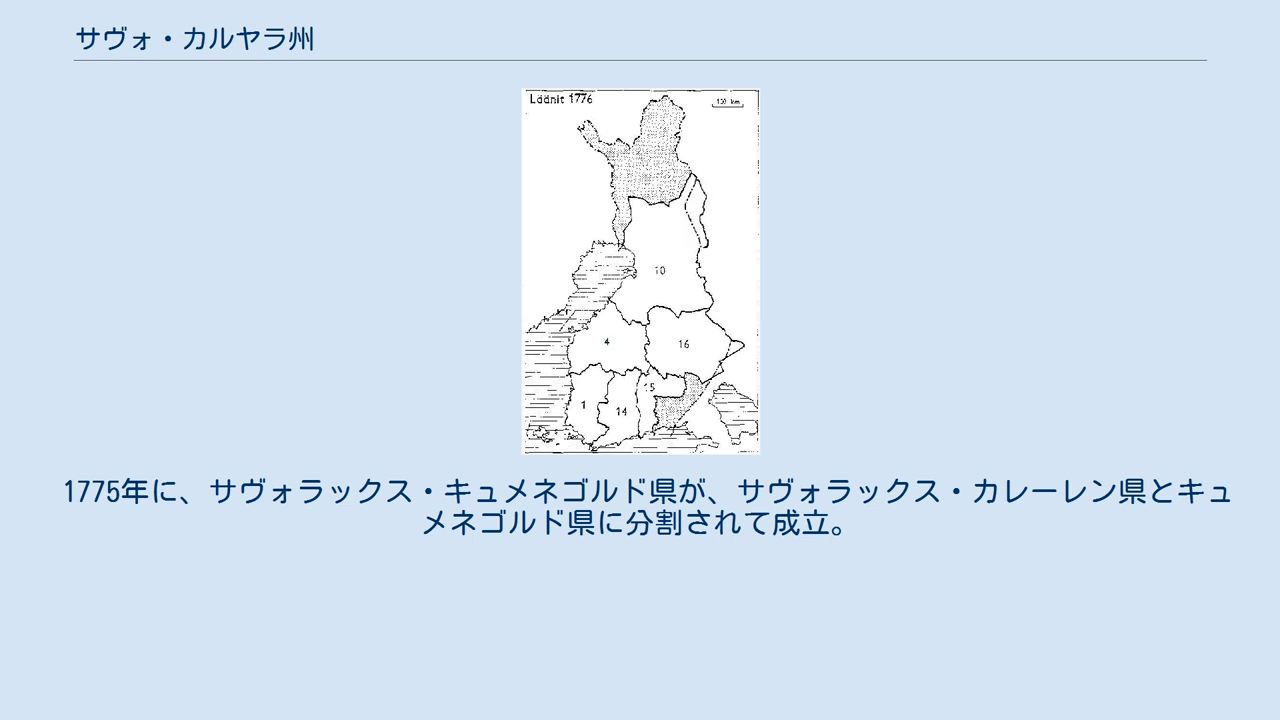 サヴォ・カルヤラ州
Läänit 1776
100 km
10
4
16
15
1
14
1775年に、サヴォラックス・キュメネゴルド県が、サヴォラックス・カレーレン県とキュ
メネゴルド県に分割されて成立。